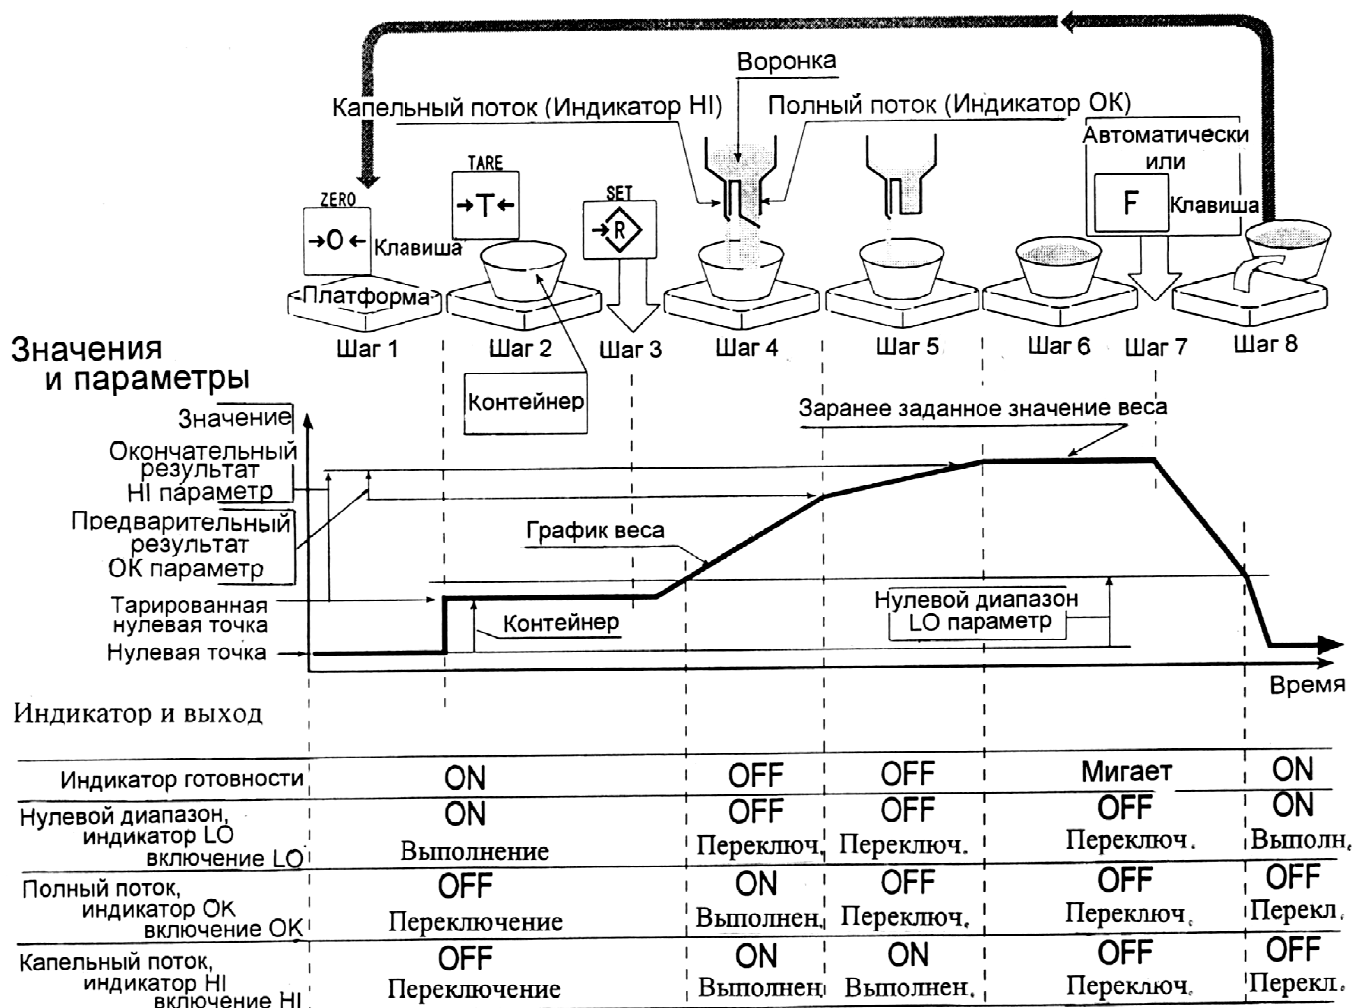 Воронка
Капельный поток (Индикатор HI)
Полный поток (Индикатор ОК)
Автоматически
или
F
Клавиша
TARE
→T←
SET
→R
ZERO
→0←
Клавиша
Платформа
Шаг 1
Шаг 2
Шаг 3
Шаг 4
Шаг 5
Шаг 6
Шаг 7
Шаг 8
Значения
и параметры
Контейнер
Значение
Заранее заданное значение веса
Окончательный
результат
HI параметр
Предварительный
результат
ОК параметр
График веса
Тарированная
нулевая точка
Контейнер
Нулевой диапазон
LO параметр
Нулевая точка
Время
Индикатор и выход
Индикатор готовности ON OFF OFF Мигает ON
Нулевой диапазон, ON OFF OFF OFF ON
индикатор LO
включение LO Выполнение Переключ. Переключ. Переключ. Выполн.
Полный поток, OFF ON OFF OFF OFF
индикатор ОК
включение ОК Переключение Выполнен. Переключ. Переключ. Перекл.
Капельный поток, OFF ON ON OFF OFF
индикатор HI
включение HI Переключение Выполнен. Выполнен. Переключ. Перекл.